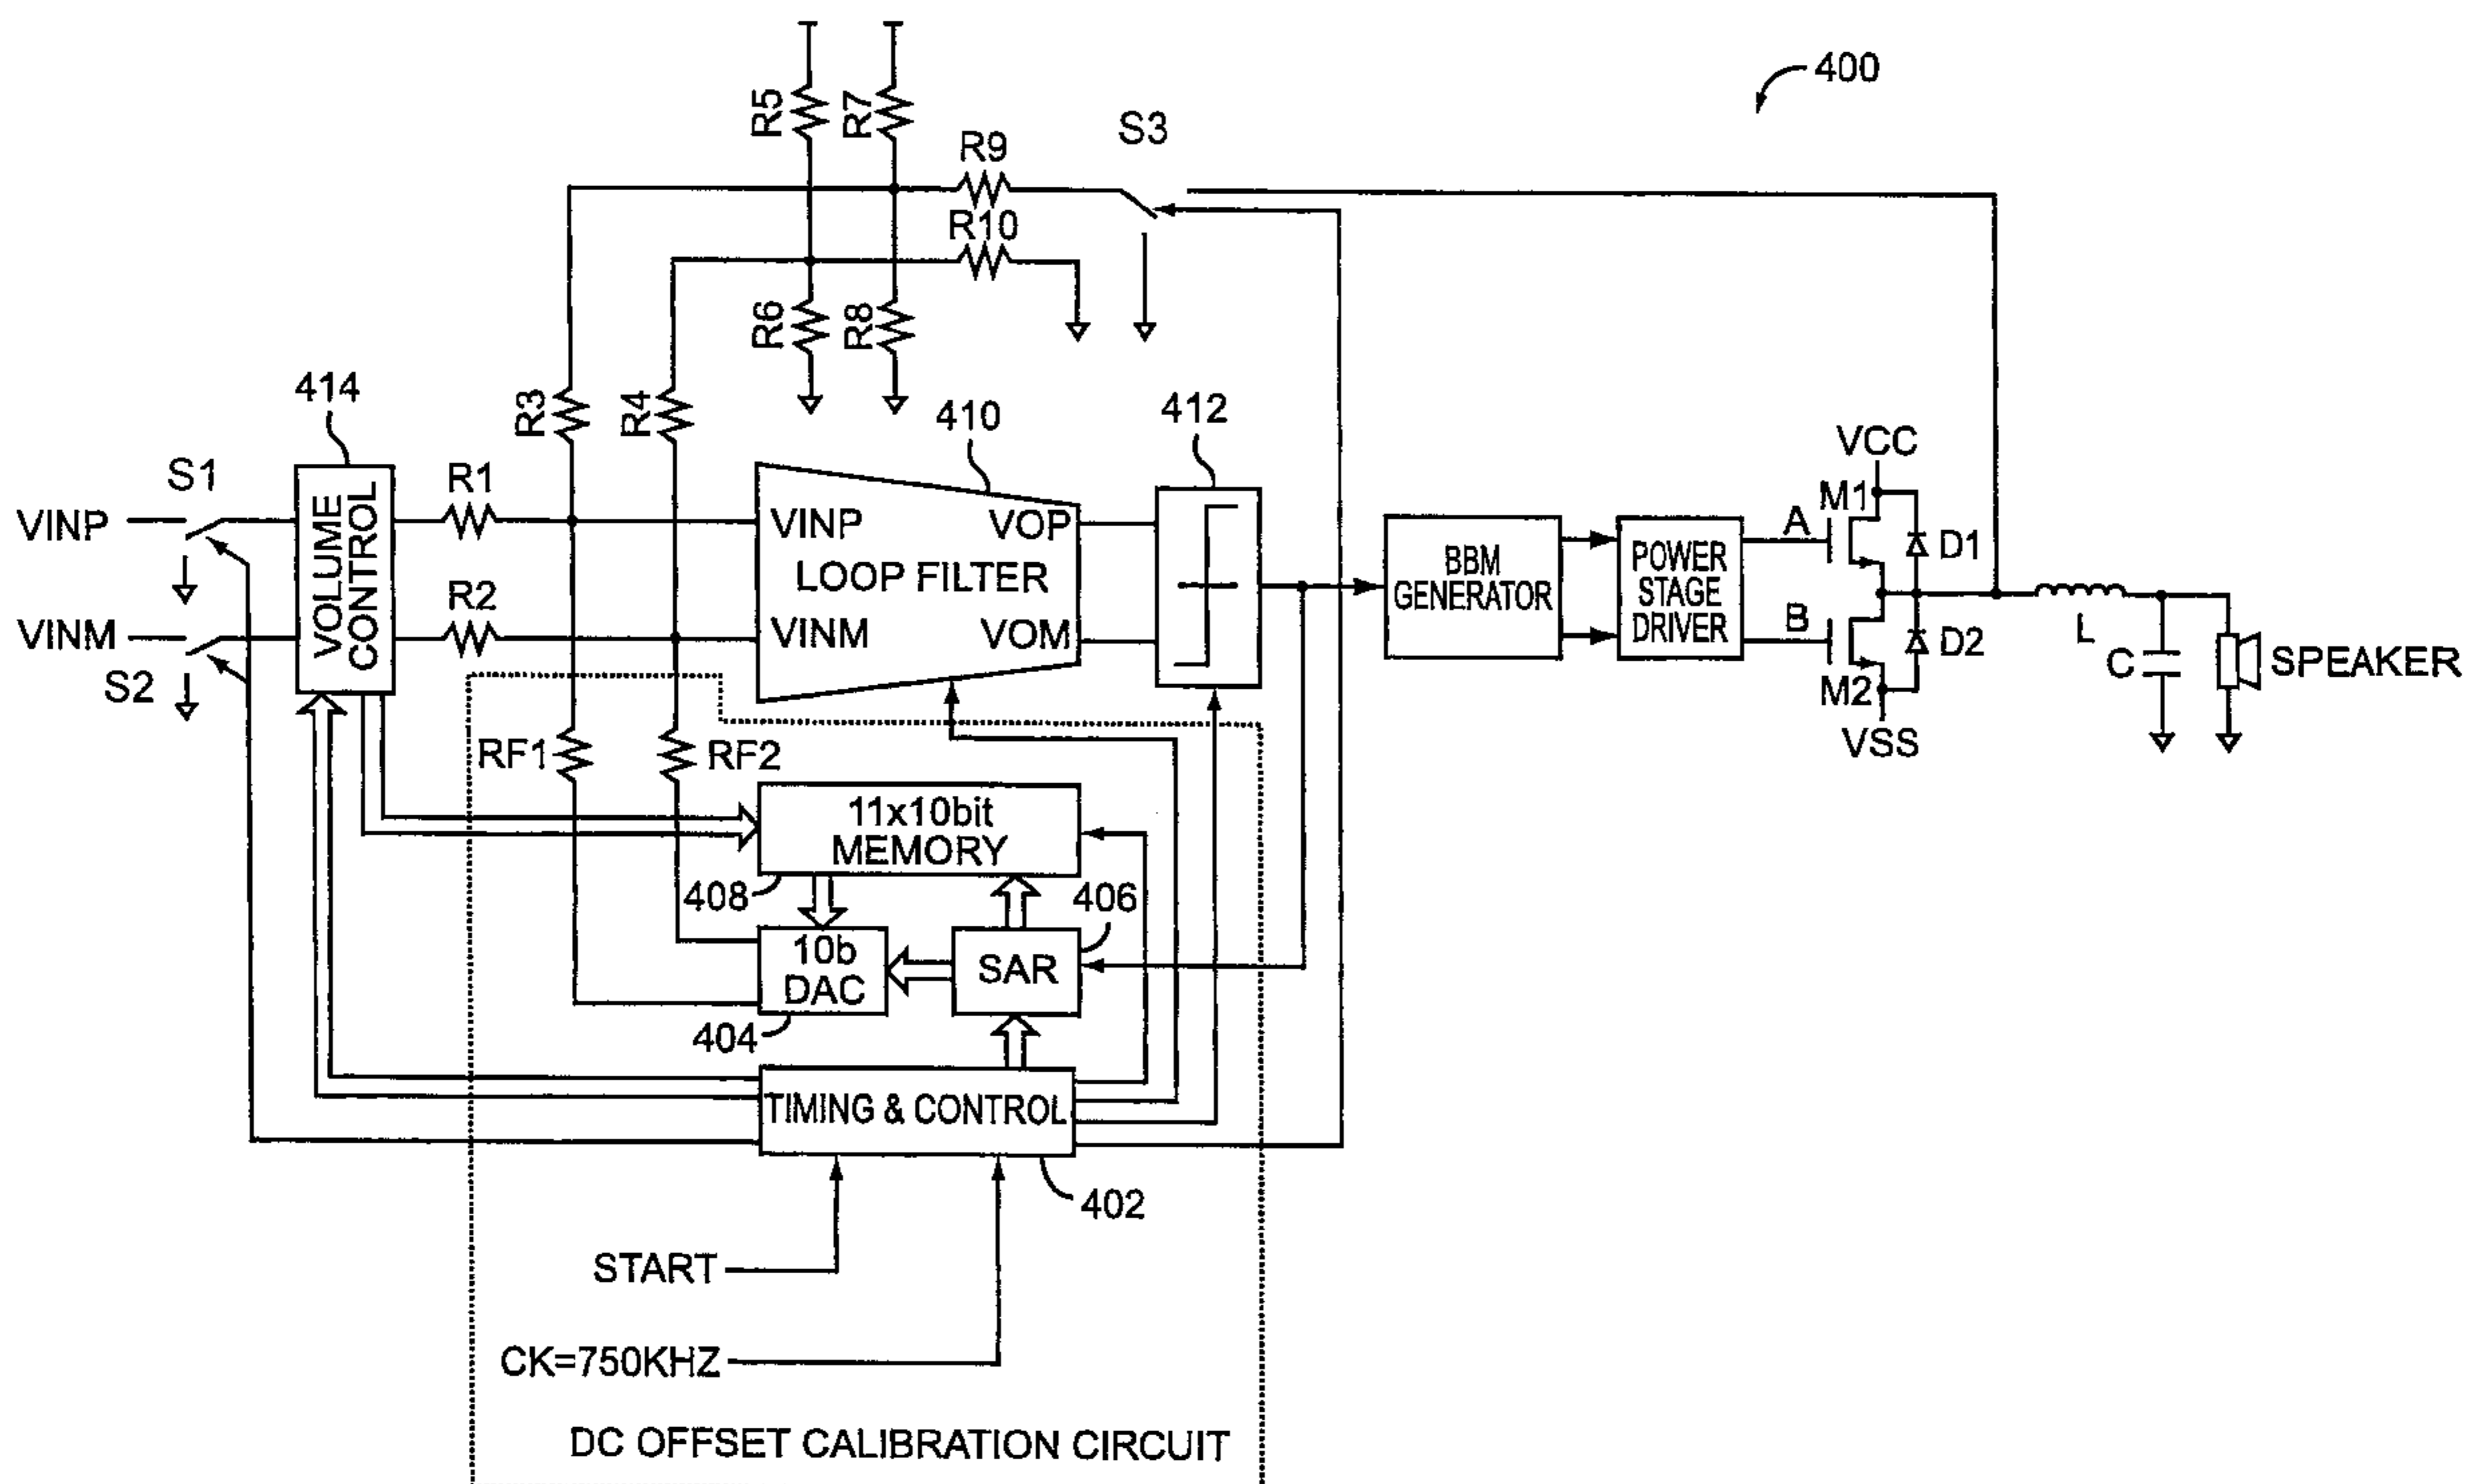 400
R5
R7
S3
R9
R10
R6
R8
414
R3
R4
410
412
S1
VINP
VOLUME
CONTROL
R1
VINP
VOP
LOOP FILTER
VINM
VOM
VINM
S2
R2
BBM
GENERATOR
POWER
STAGE
DRIVER
A
B
VCC
M1
D1
M2
D2
VSS
L
C
SPEAKER
RF1
RF2
11x10bit
MEMORY
408
406
10b
DAC
SAR
404
TIMING & CONTROL
402
START
CK=750KHZ
DC OFFSET CALIBRATION CIRCUIT